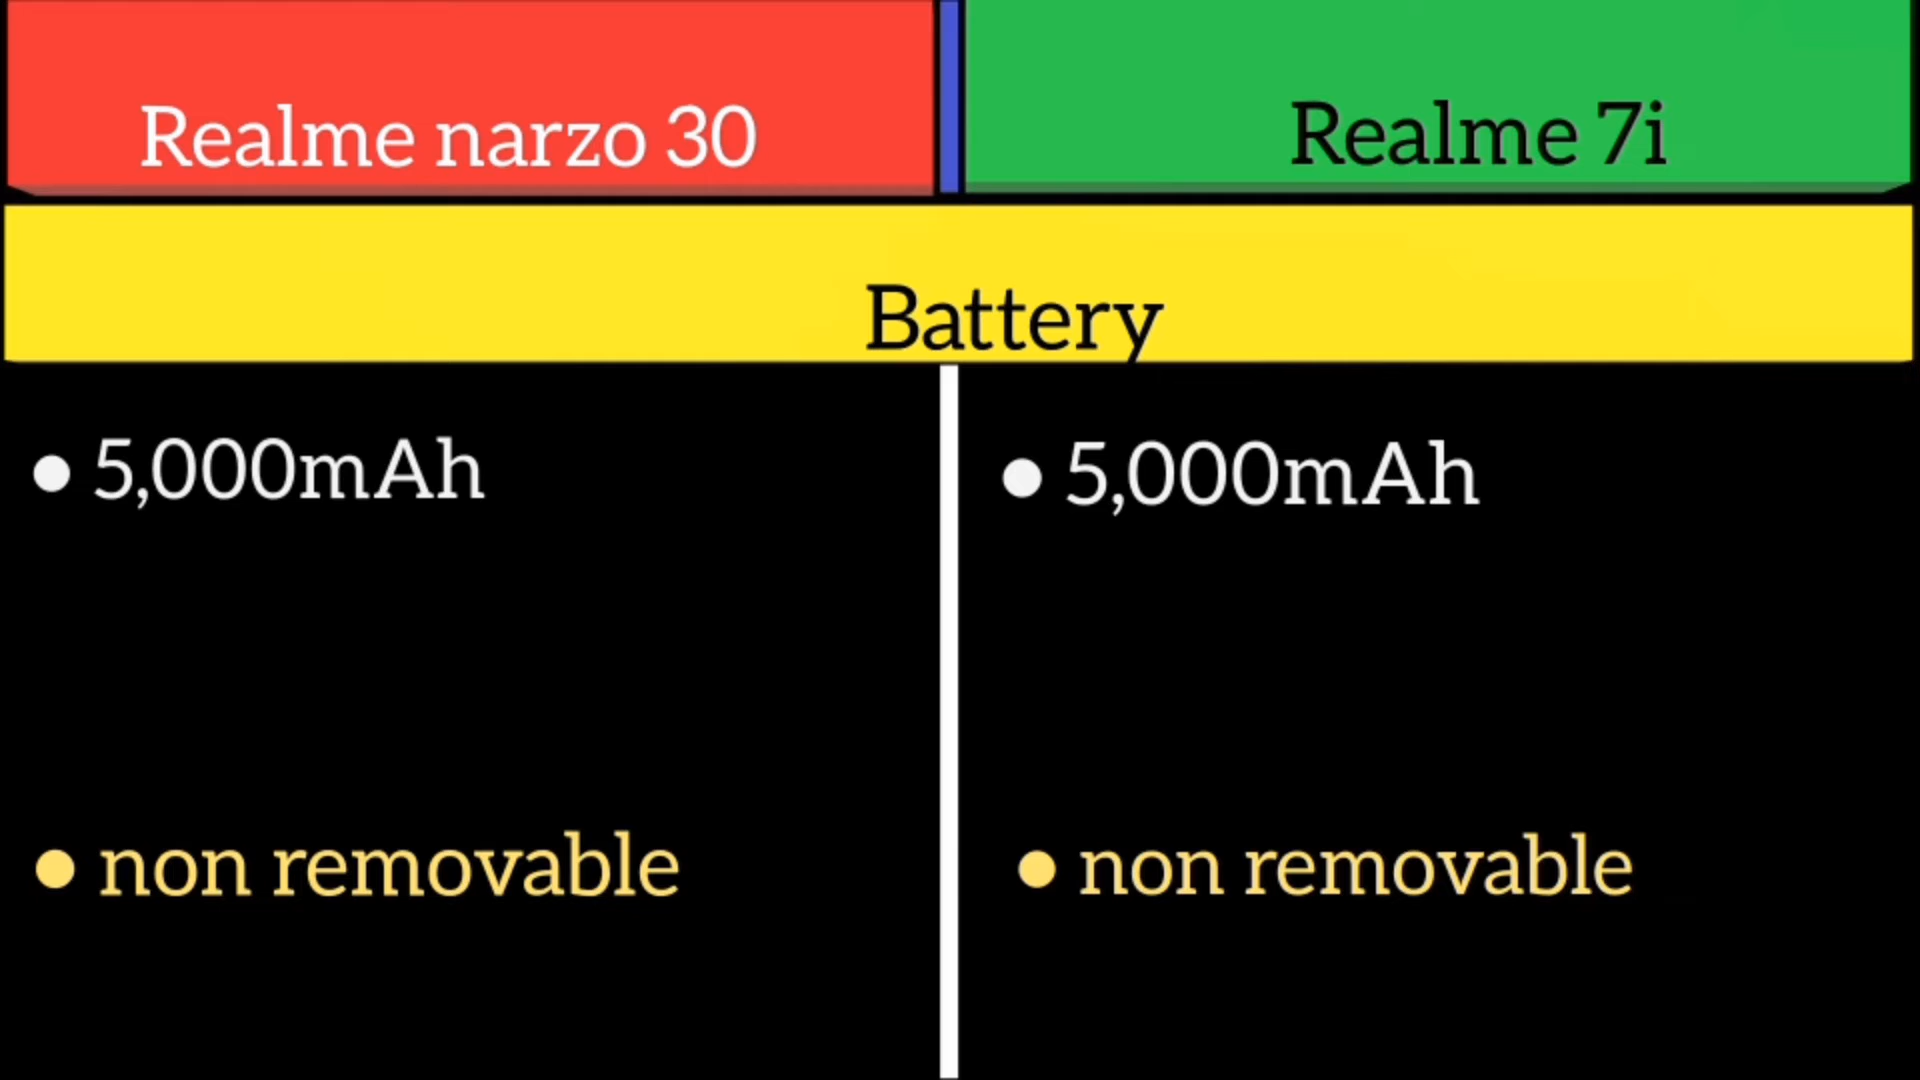 Realme narzo 30
Realme 7i
Battery
● 5,000mAh
● 5,000mAh
● non removable
● non removable